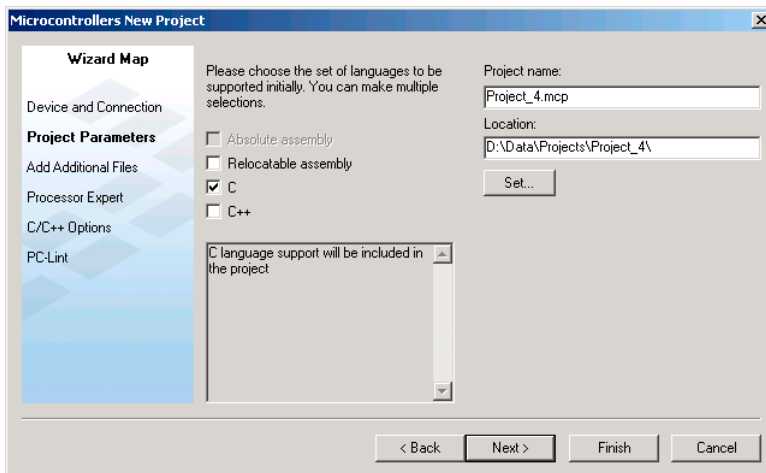 Microcontrollers New Project
Wizard Map
Device and Connection
Project Parameters
Add Additional Files
Processor Expert
C/C++ Options
PC-Lint
Please choose the set of languages to be
supported initially. You can make multiple
selections.
Absolute assembly
Relocatable assembly
C
C++
C language support will be included in
the project
Project name:
Project_4.mcp
Location:
D:\Data\Projects\Project_4\
Set...
< Back
Next >
Finish
Cancel